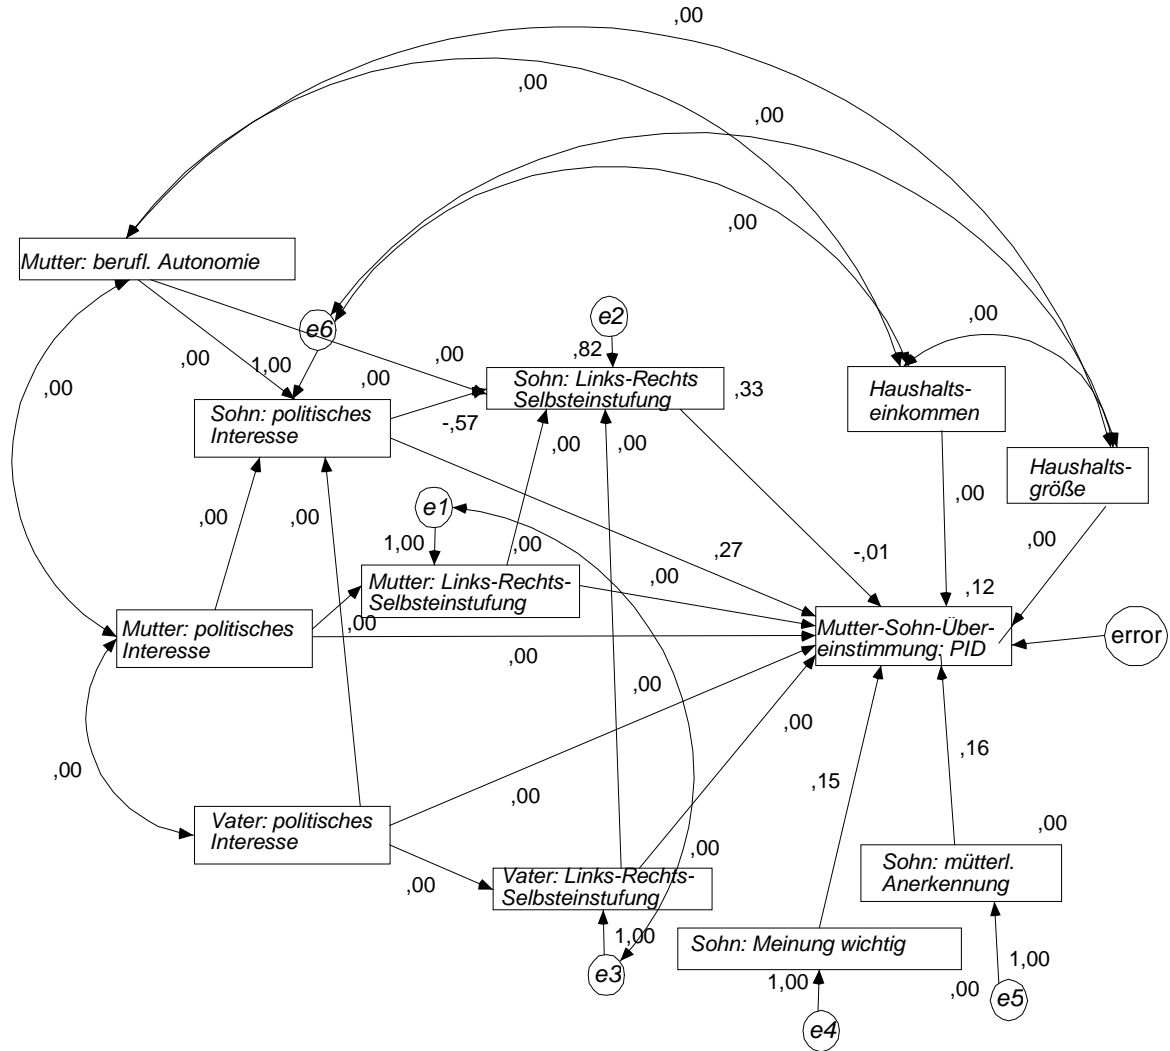 ,00
,00
,00
,00
Mutter: berufl. Autonomie
,00
e6
e2
,00
,00
1,00
,00
,00
,82
,00
Sohn: Links-Rechts
Selbsteinstufung
,33
Haushalts-
einkommen
Sohn: politisches
Interesse
-,57
,00
,00
Haushalts-
größe
e1
,00
,00
,00
1,00
,00
,27
-,01
,00
Mutter: Links-Rechts-
Selbsteinstufung
,00
,12
Mutter: politisches
Interesse
,00
,00
Mutter-Sohn-Über-
einstimmung: PID
error
,00
,00
,00
,15
,16
,00
Vater: politisches
Interesse
,00
,00
,00
Vater: Links-Rechts-
Selbsteinstufung
Sohn: mütterl.
Anerkennung
1,00
Sohn: Meinung wichtig
e3
1,00
,00
1,00
e4
e5